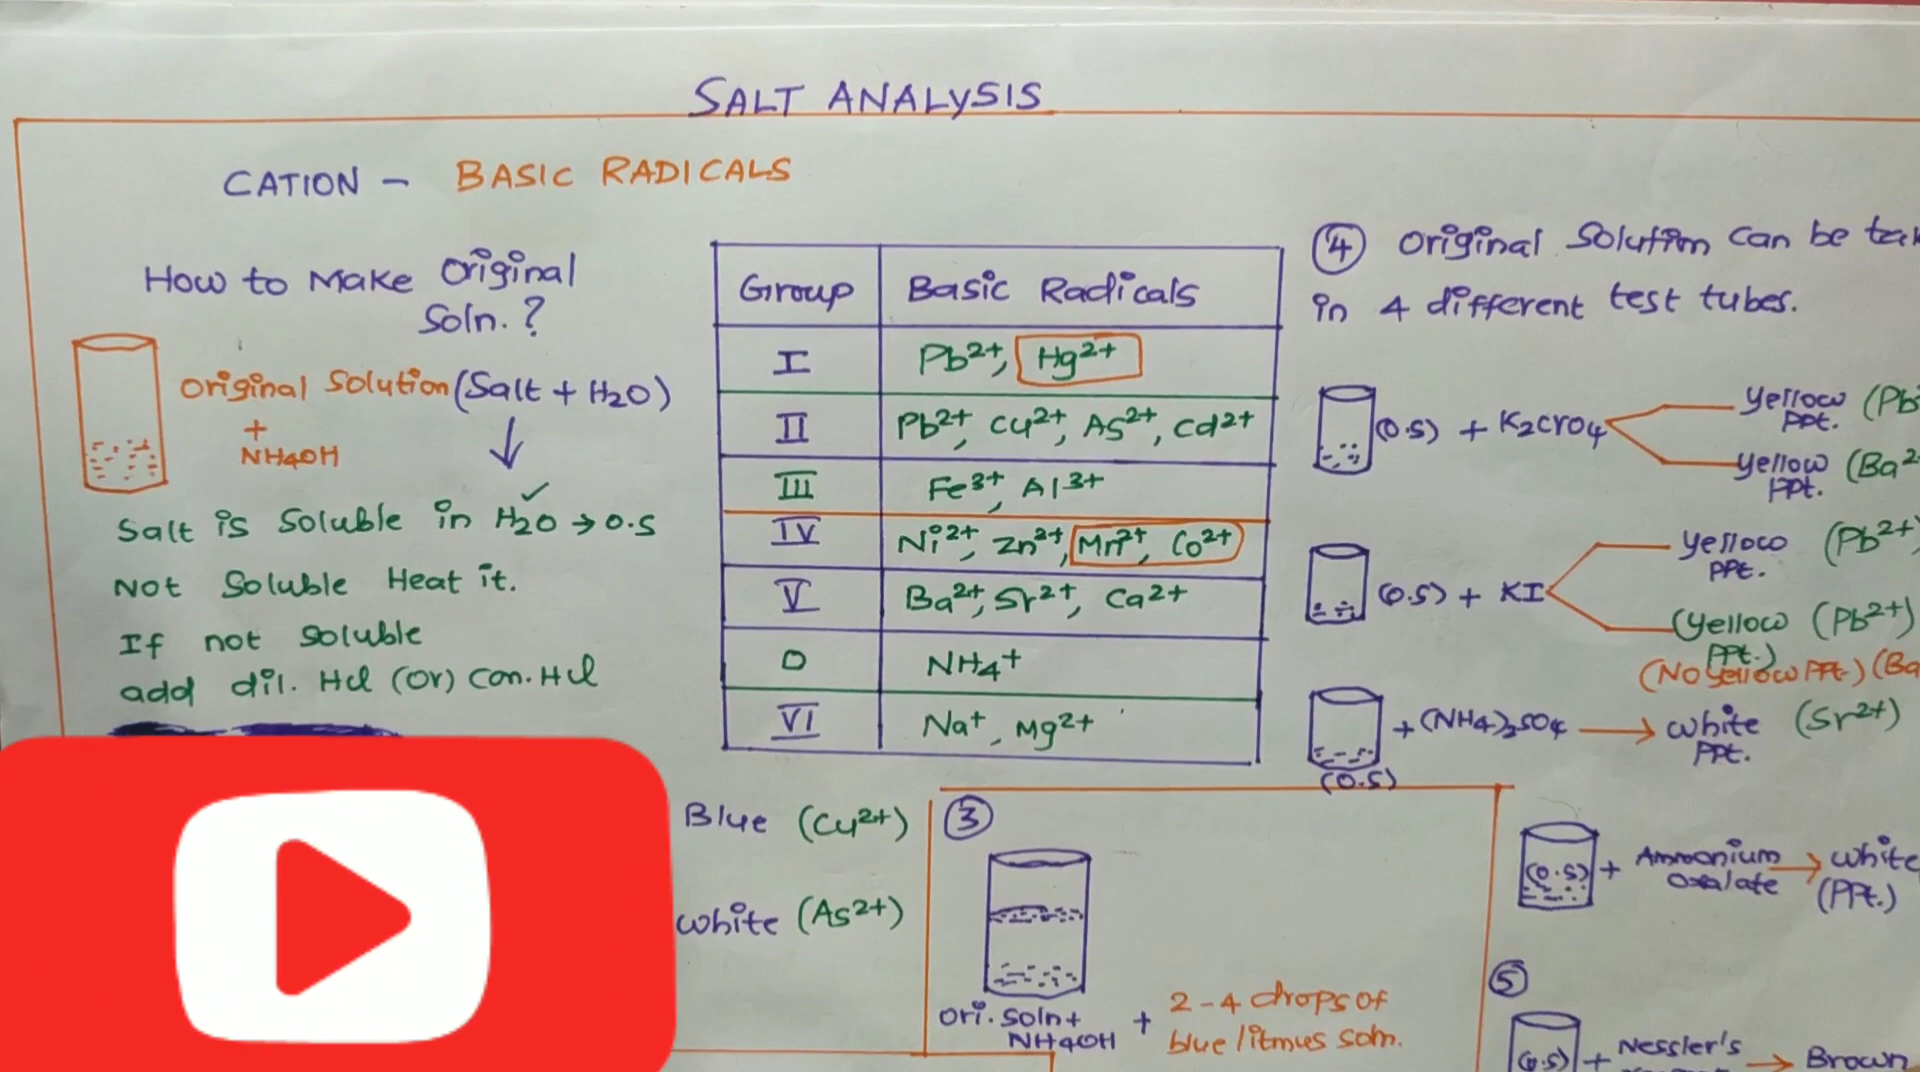 SALT ANALYSIS
CATION - BASIC RADICALS
How to Make Original
Soln.?
Original Solution (Salt + H2O)
+
NH4OH
Salt is Soluble in H2O → O.S
Not Soluble Heat it.
If not Soluble
add dil. Hcl (or) Con. Hcl
Group Basic Radicals
I Pb2+, Hg2+
II Pb2+, Cu2+, As2+, Cd2+
III Fe3+, Al3+
IV Ni2+, Zn2+, Mn2+, Co2+
V Ba2+, Sr2+, Ca2+
0 NH4+
VI Na+, Mg2+
Blue (Cu2+)
white (As2+)
③
Ori. Soln+
NH4OH
+ 2-4 drops of
blue litmus soln.
④ Original Solution can be
in 4 different test tubes.
(O.S) + K2CrO4
Yellow (Pb2
PPt.
Yellow (Ba2
PPt.
(O.S) + KI
Yellow (Pb2+)
PPt.
(Yellow (Pb2+)
PPt.)
(No Yellow PPt.) (Ba
+ (NH4)2SO4 → white (Sr2+)
PPt.
(O.S)
(O.S) + Ammonium → white
Oxalate (PPt.)
⑤
(O.S) + Nessler's → Brown